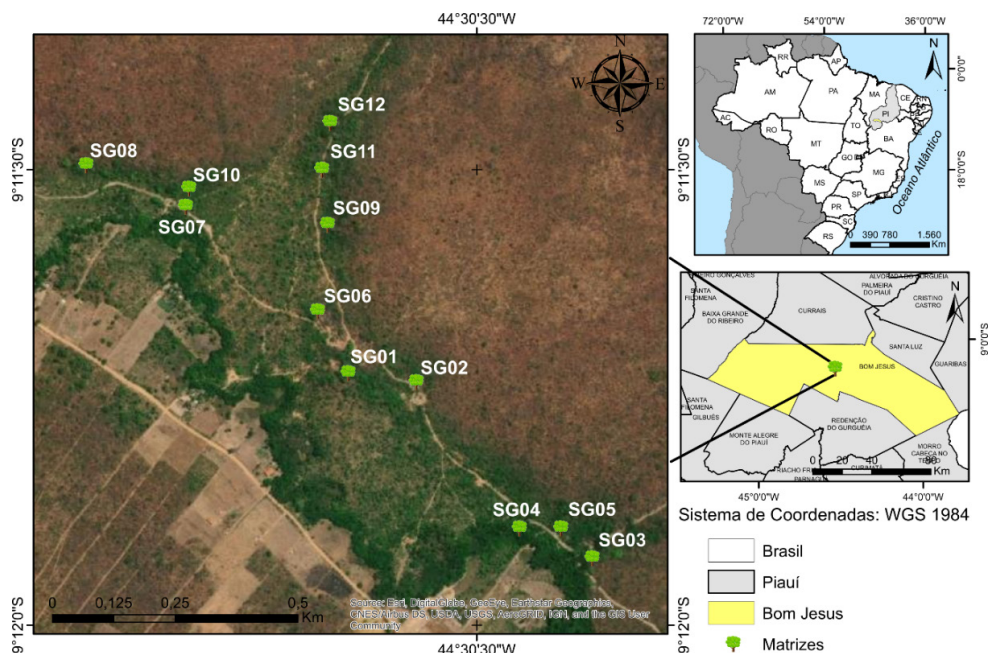 44°30'30"W
N
W
E
S
SG12
SG11
SG08
SG10
SG07
SG09
SG06
SG01
SG02
SG04
SG05
SG03
9°11'30"S
9°12'0"S
0 0,125 0,25 0,5
Km
Source: Esri, DigitalGlobe, GeoEye, Earthstar Geographics,
CNES/Airbus DS, USDA, USGS, AeroGRID, IGN, and the GIS User
Community
44°30'30"W
72°0'0"W 54°0'0"W 36°0'0"W
N
0°0'0"
18°0'0"S
RR
AP
AM
PA
MA
CE
PI
AC
RO
TO
BA
MT
GO
MG
MS
SP
PR
SC
RS
Oceano Atlântico
0 390 780 1.560
Km
N
SANTA
FILOMENA
BAIXA GRANDE
DO RIBEIRO
CURRAIS
PALMEIRA
DO PIAUÍ
CRISTINO
CASTRO
SANTA LUZ
GUARIBAS
BOM JESUS
9°0'0"S
SANTA
FILOMENA
GILBUÉS
MONTE ALEGRE
DO PIAUÍ
REDENÇÃO
DO GURGUÉIA
MORRO
CABEÇA NO
0 20 40 80
Km
45°0'0"W 44°0'0"W
Sistema de Coordenadas: WGS 1984
Brasil
Piauí
Bom Jesus
Matrizes